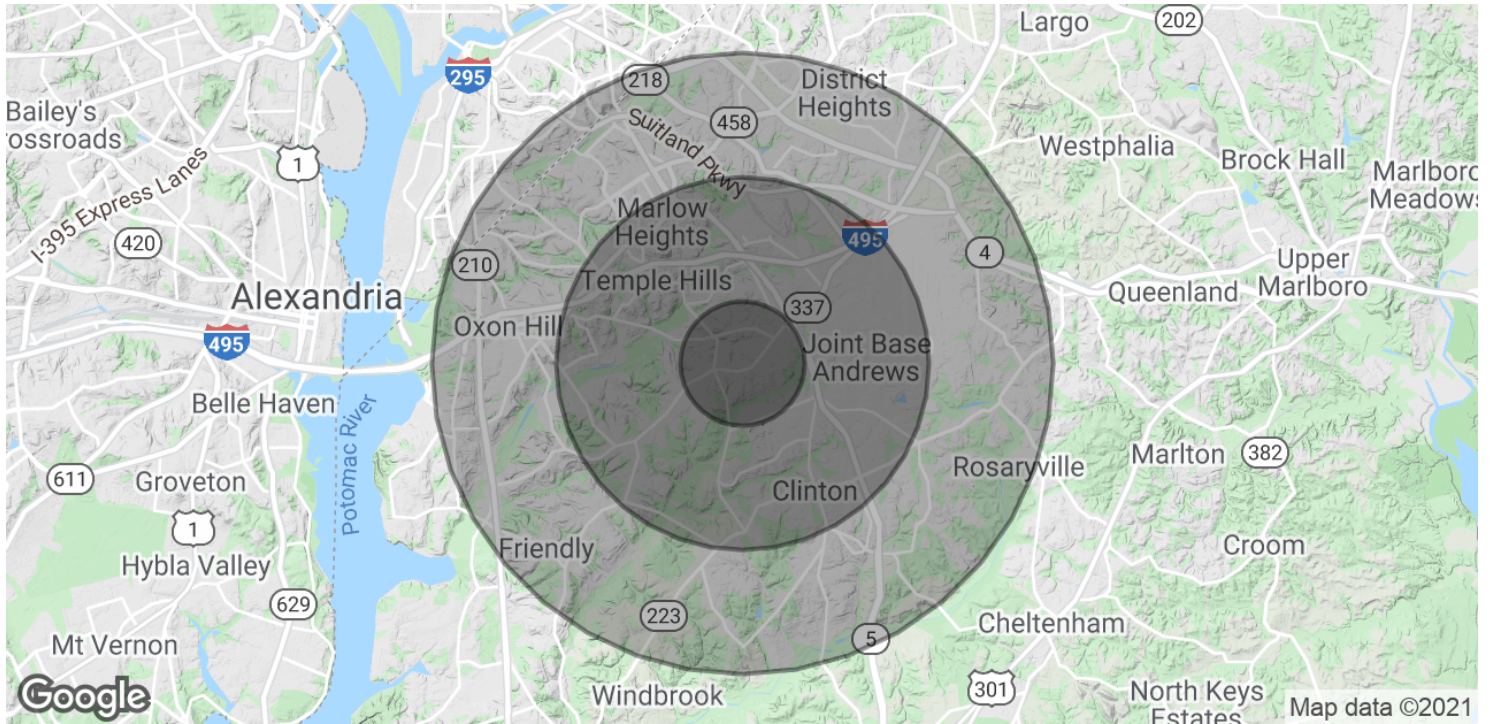 Largo
202
295
218
District
Heights
Bailey's
rossroads
458
Suitland Pkwy
1
Westphalia
Brock Hall
Marlboro
Meadows
I-395 Express Lanes
Marlow
Heights
420
495
4
210
Upper
Marlboro
Temple Hills
Queenland
Alexandria
337
Oxon Hill
495
Joint Base
Andrews
Belle Haven
Potomac River
382
Marlton
Rosaryville
611
Groveton
Clinton
1
Friendly
Croom
Hybla Valley
629
223
Cheltenham
5
Mt Vernon
Windbrook
301
North Keys
Estates
Google
Map data ©2021